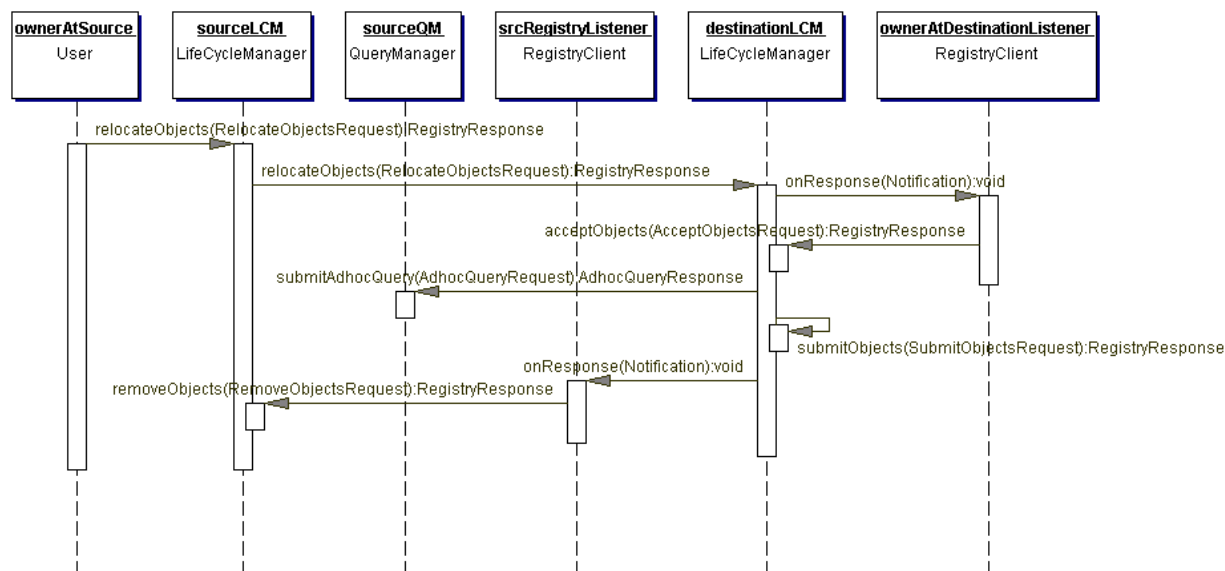 ownerAtSource
User
sourceLCM
LifeCycleManager
sourceQM
QueryManager
srcRegistryListener
RegistryClient
destinationLCM
LifeCycleManager
ownerAtDestinationListener
RegistryClient
relocateObjects(RelocateObjectsRequest):RegistryResponse
relocateObjects(RelocateObjectsRequest):RegistryResponse
onResponse(Notification):void
acceptObjects(AcceptObjectsRequest):RegistryResponse
submitAdhocQuery(AdhocQueryRequest):AdhocQueryResponse
submitObjects(SubmitObjectsRequest):RegistryResponse
onResponse(Notification):void
removeObjects(RemoveObjectsRequest):RegistryResponse